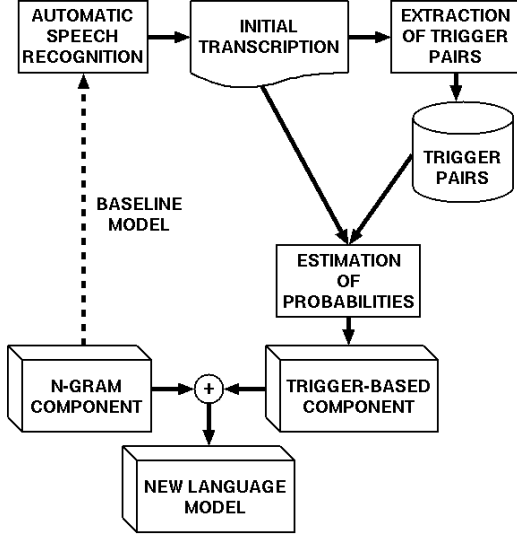 AUTOMATIC
SPEECH
RECOGNITION
INITIAL
TRANSCRIPTION
EXTRACTION
OF TRIGGER
PAIRS
TRIGGER
PAIRS
BASELINE
MODEL
ESTIMATION
OF
PROBABILITIES
N-GRAM
COMPONENT
+
TRIGGER-BASED
COMPONENT
NEW LANGUAGE
MODEL